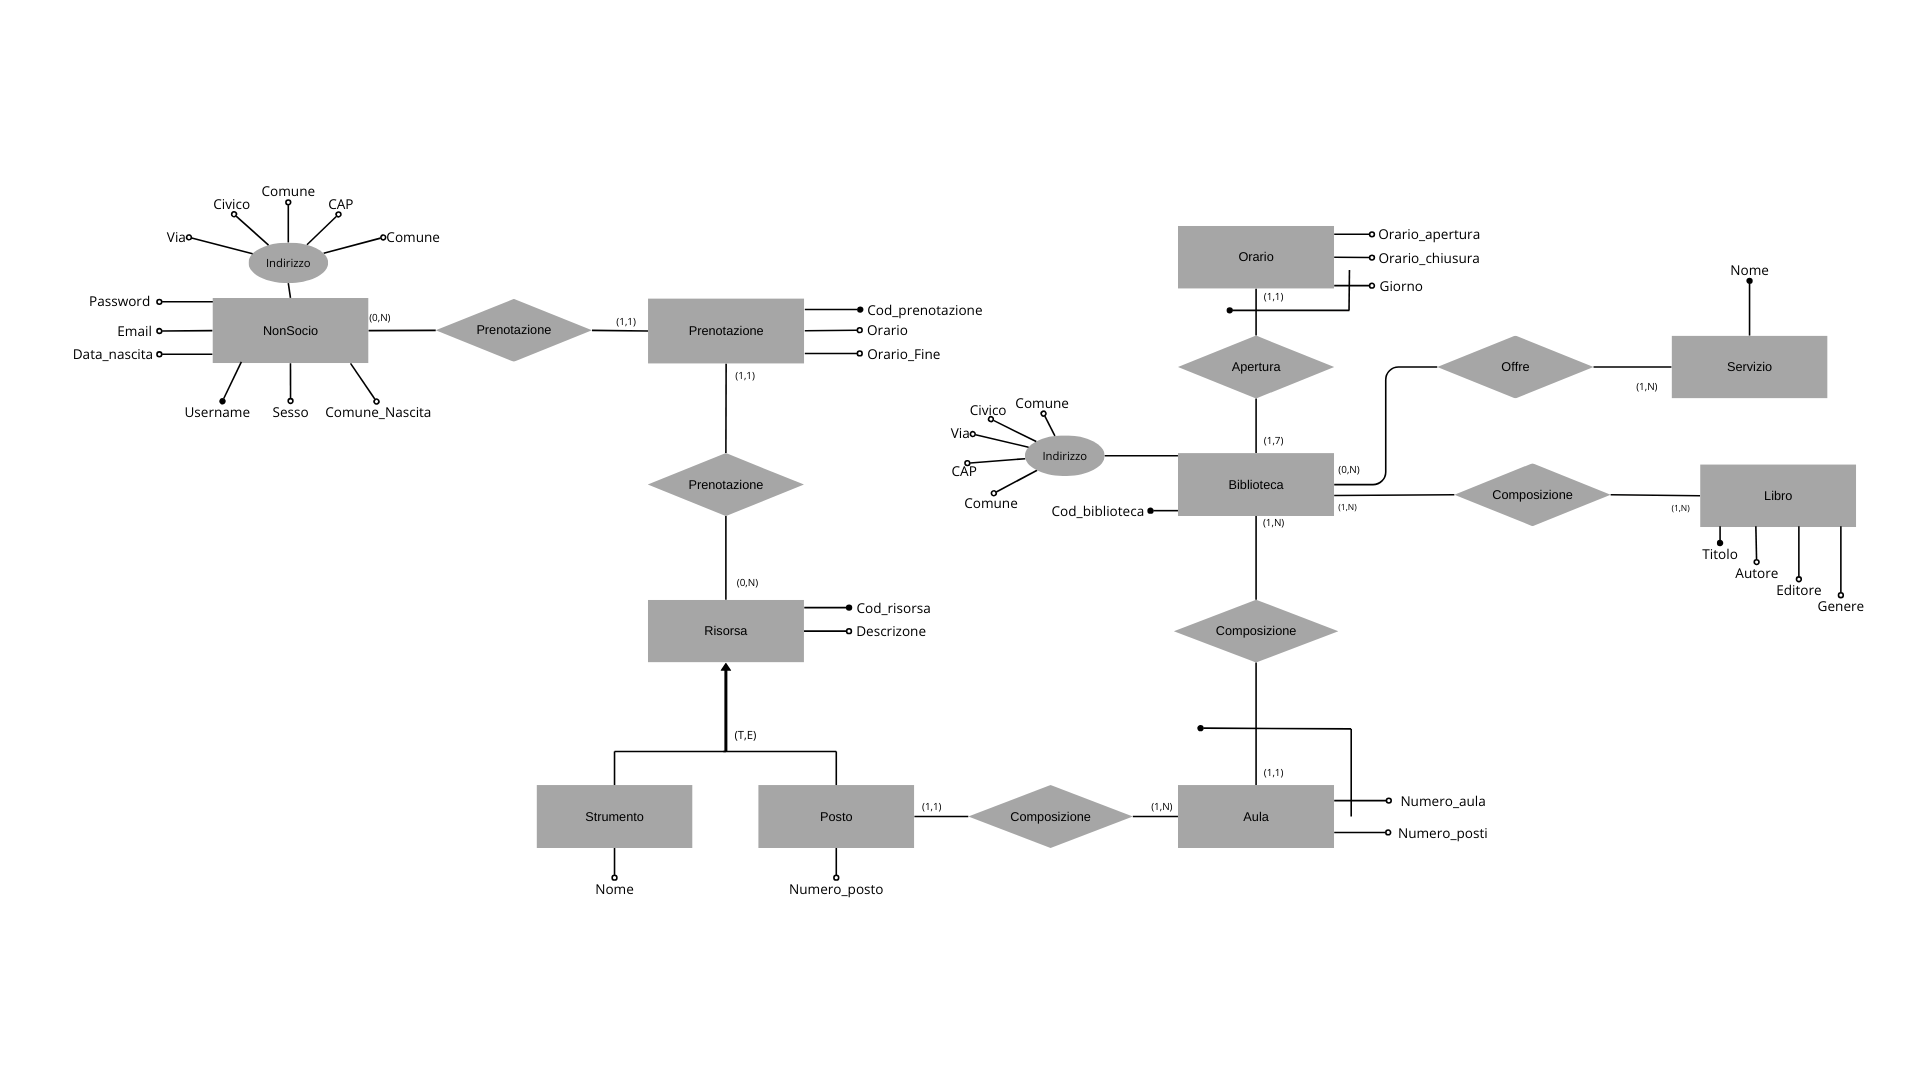 Comune
Civico
CAP
Via
Comune
Indirizzo
Password
Email
Data_nascita
NonSocio
(0,N)
Username
Sesso
Comune_Nascita
Prenotazione
(1,1)
Prenotazione
Cod_prenotazione
Orario
Orario_Fine
(1,1)
Prenotazione
(0,N)
Risorsa
Cod_risorsa
Descrizone
(T,E)
Strumento
Nome
Posto
Numero_posto
(1,1)
Composizione
(1,N)
Aula
Numero_aula
Numero_posti
(1,1)
Composizione
(1,N)
Orario
Orario_apertura
Orario_chiusura
Giorno
(1,1)
Apertura
(1,7)
Comune
Civico
Via
CAP
Comune
Indirizzo
Biblioteca
Cod_biblioteca
(0,N)
(1,N)
Offre
(1,N)
Nome
Servizio
Composizione
(1,N)
Libro
Titolo
Autore
Editore
Genere